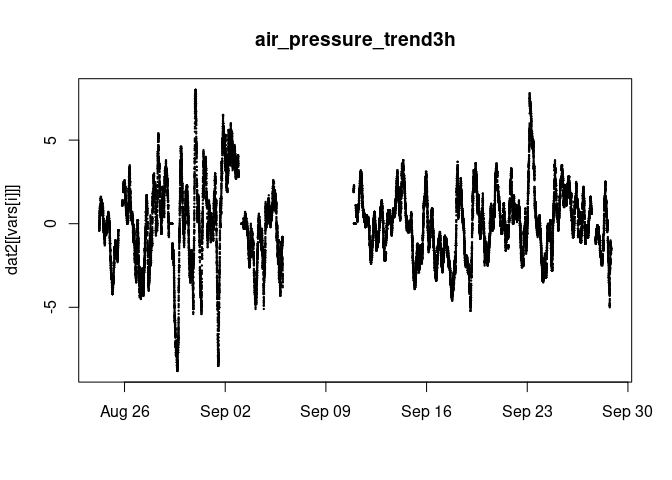 air_pressure_trend3h
dat2[[vars[i]]]
5
0
-5
Aug 26 Sep 02 Sep 09 Sep 16 Sep 23 Sep 30